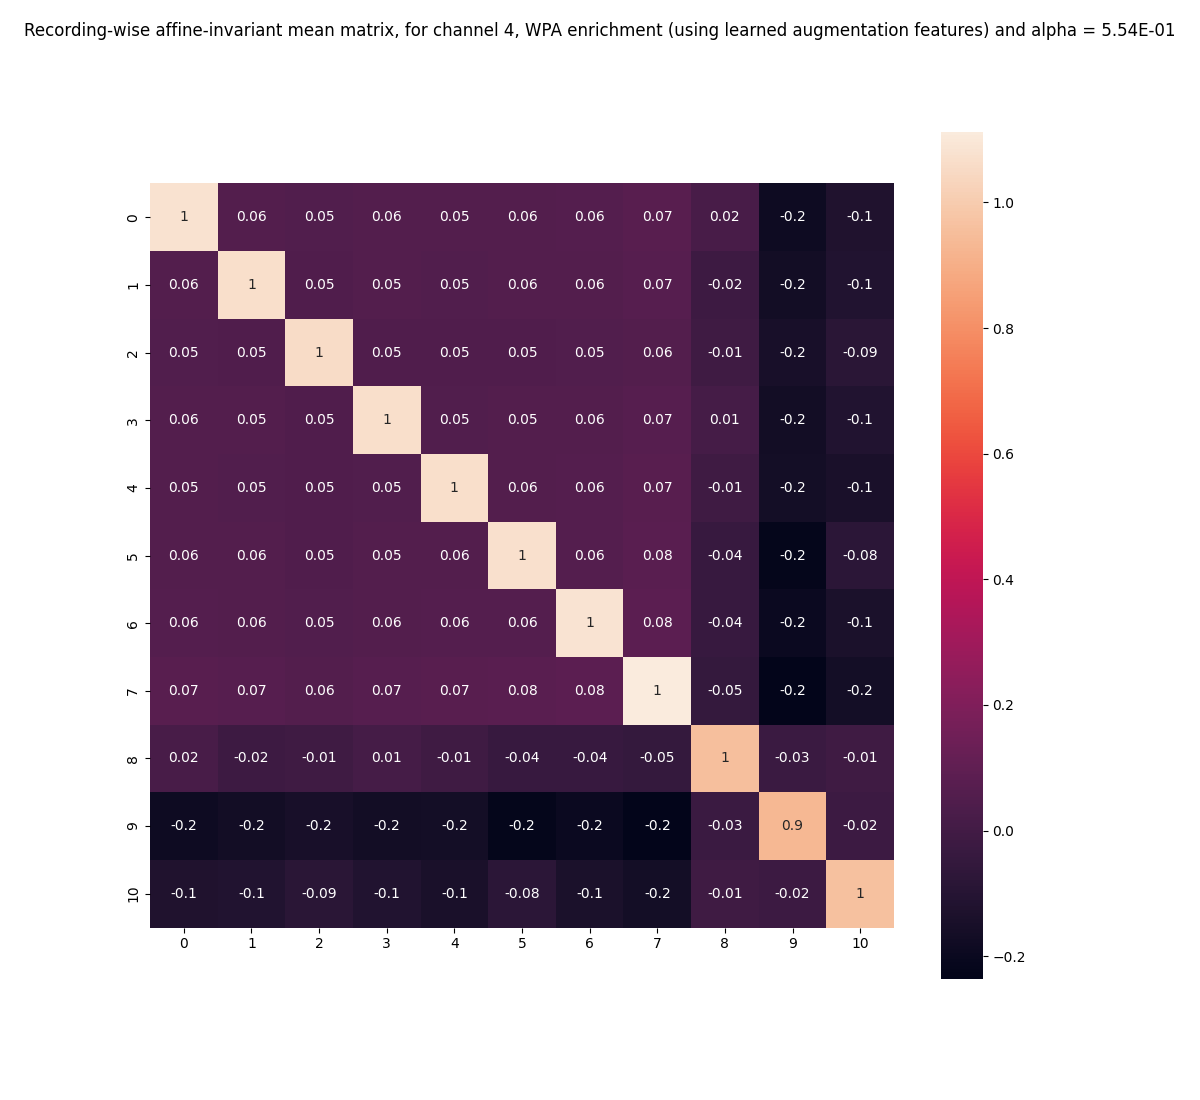 Recording-wise affine-invariant mean matrix, for channel 4, WPA enrichment (using learned augmentation features) and alpha = 5.54E-01
0 1 0.06 0.05 0.06 0.05 0.06 0.06 0.07 0.02 -0.2 -0.1
1 0.06 1 0.05 0.05 0.05 0.06 0.06 0.07 -0.02 -0.2 -0.1
2 0.05 0.05 1 0.05 0.05 0.05 0.05 0.06 -0.01 -0.2 -0.09
3 0.06 0.05 0.05 1 0.05 0.05 0.06 0.07 0.01 -0.2 -0.1
4 0.05 0.05 0.05 0.05 1 0.06 0.06 0.07 -0.01 -0.2 -0.1
5 0.06 0.06 0.05 0.05 0.06 1 0.06 0.08 -0.04 -0.2 -0.08
6 0.06 0.06 0.05 0.06 0.06 0.06 1 0.08 -0.04 -0.2 -0.1
7 0.07 0.07 0.06 0.07 0.07 0.08 0.08 1 -0.05 -0.2 -0.2
8 0.02 -0.02 -0.01 0.01 -0.01 -0.04 -0.04 -0.05 1 -0.03 -0.01
9 -0.2 -0.2 -0.2 -0.2 -0.2 -0.2 -0.2 -0.2 -0.03 0.9 -0.02
10 -0.1 -0.1 -0.09 -0.1 -0.1 -0.08 -0.1 -0.2 -0.01 -0.02 1
0 1 2 3 4 5 6 7 8 9 10
1.0
0.8
0.6
0.4
0.2
0.0
−0.2